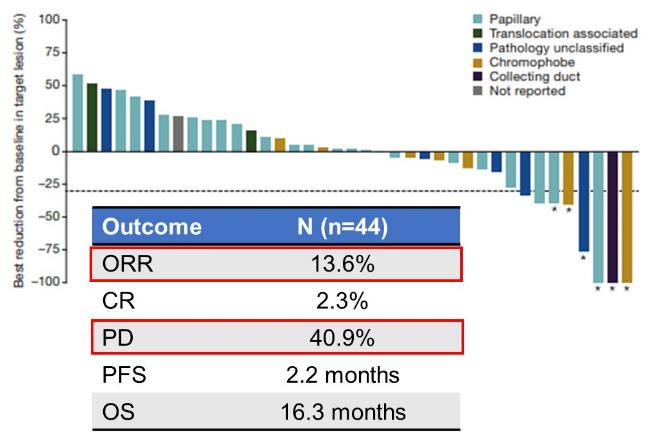 Best reduction from baseline in target lesion (%)
100
75
50
25
0
−25
−50
−75
−100
Papillary
Translocation associated
Pathology unclassified
Chromophobe
Collecting duct
Not reported
* *
*
* * *
Outcome N (n=44)
ORR 13.6%
CR 2.3%
PD 40.9%
PFS 2.2 months
OS 16.3 months